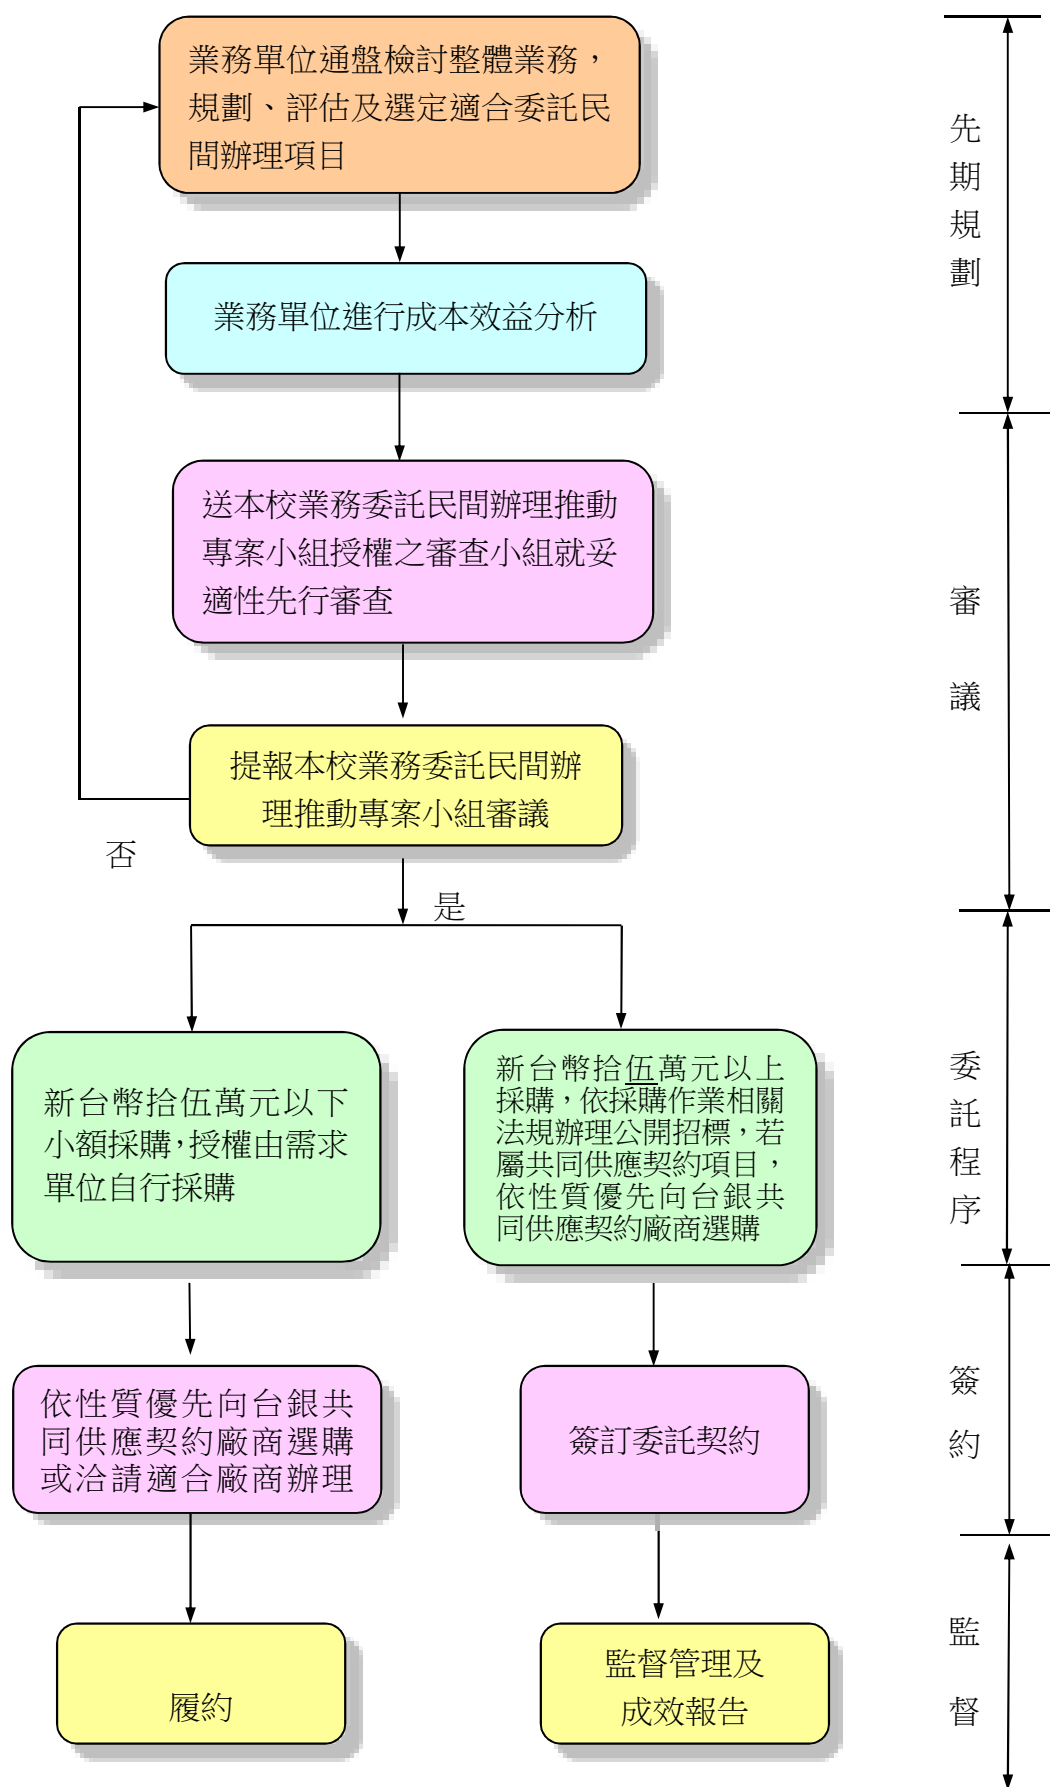 業務單位通盤檢討整體業務，
規劃、評估及選定適合委託民
間辦理項目
先
期
規
劃
業務單位進行成本效益分析
送本校業務委託民間辦理推動
專案小組授權之審查小組就妥
適性先行審查
審
議
提報本校業務委託民間辦
理推動專案小組審議
否
是
新台幣拾伍萬元以下
小額採購，授權由需求
單位自行採購
新台幣拾伍萬元以上
採購，依採購作業相關
法規辦理公開招標，若
屬共同供應契約項目，
依性質優先向台銀共
同供應契約廠商選購
委
託
程
序
依性質優先向台銀共
同供應契約廠商選購
或洽請適合廠商辦理
簽訂委託契約
簽
約
履約
監督管理及
成效報告
監
督